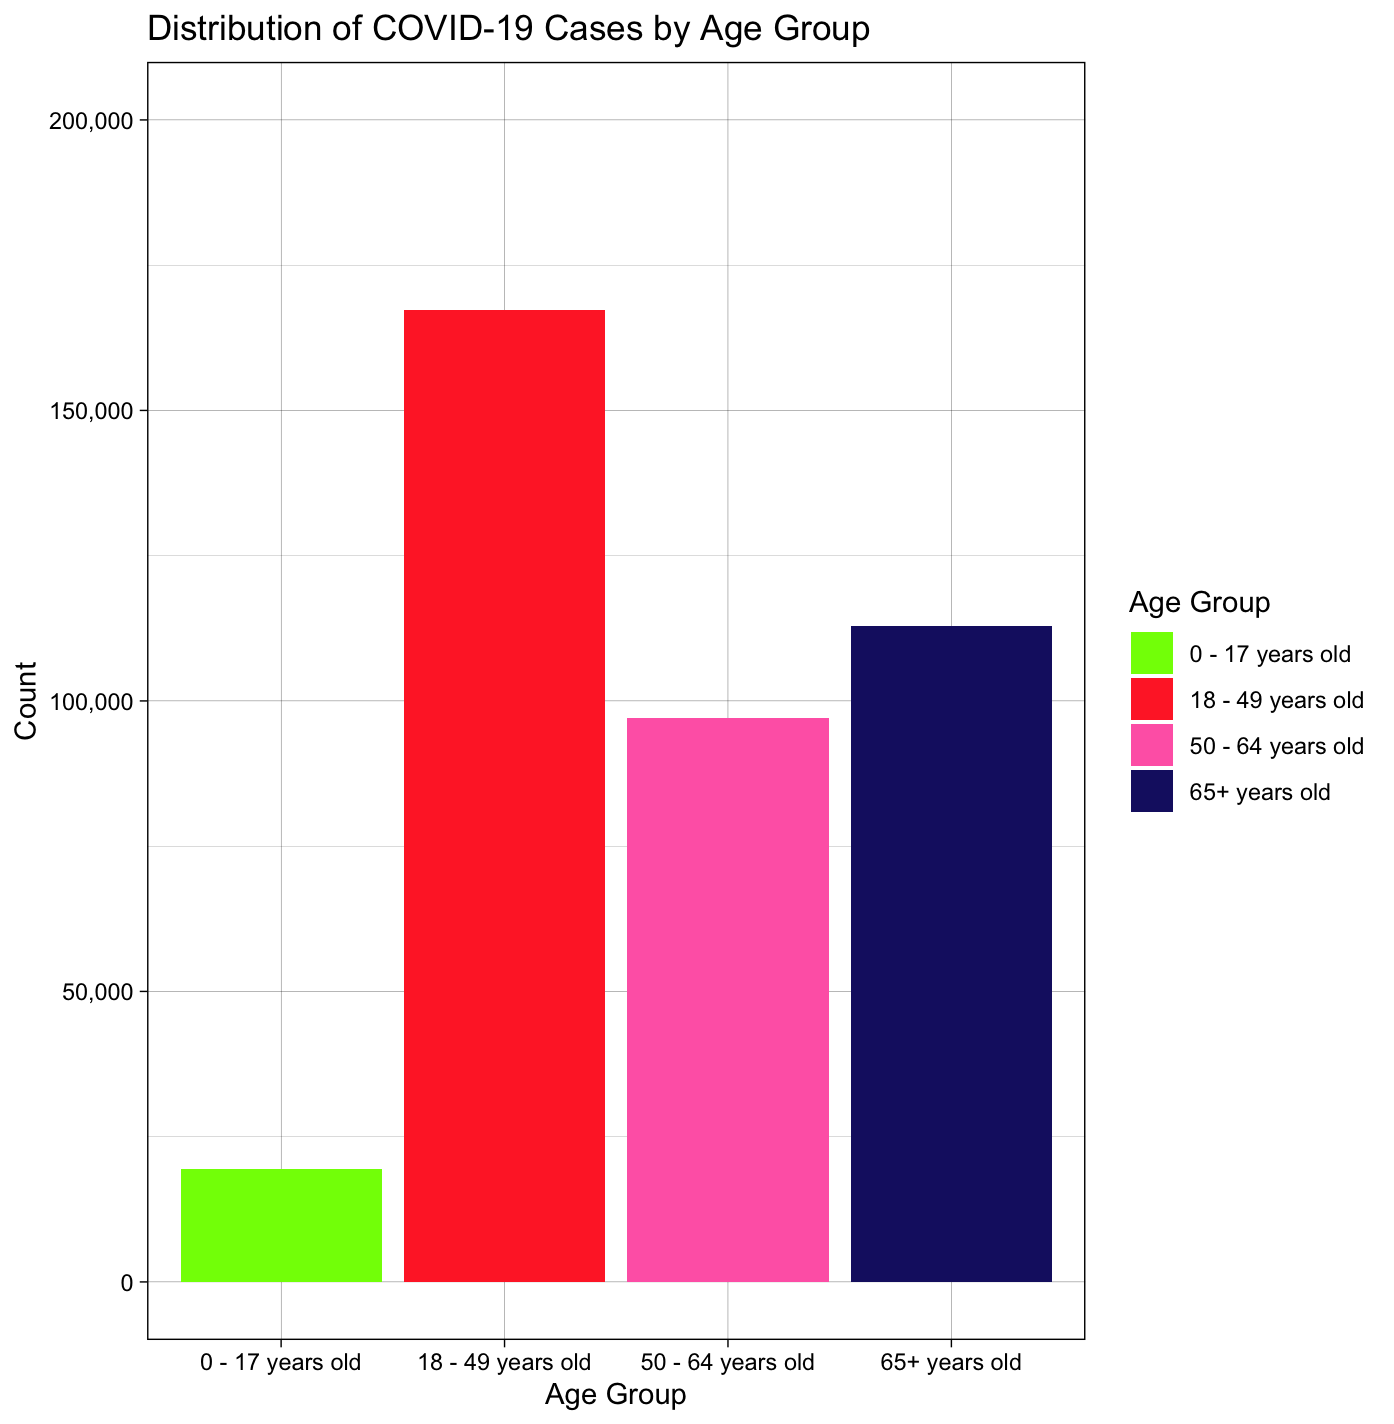 Distribution of COVID-19 Cases by Age Group
200,000
150,000
100,000
50,000
0
Count
0 - 17 years old
18 - 49 years old
50 - 64 years old
65+ years old
Age Group
Age Group
0 - 17 years old
18 - 49 years old
50 - 64 years old
65+ years old